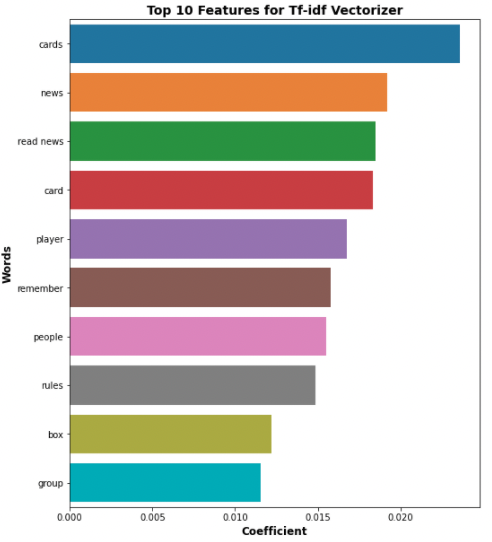 Top 10 Features for Tf-idf Vectorizer
cards
news
read news
card
player
remember
people
rules
box
group
Words
0.000 0.005 0.010 0.015 0.020
Coefficient